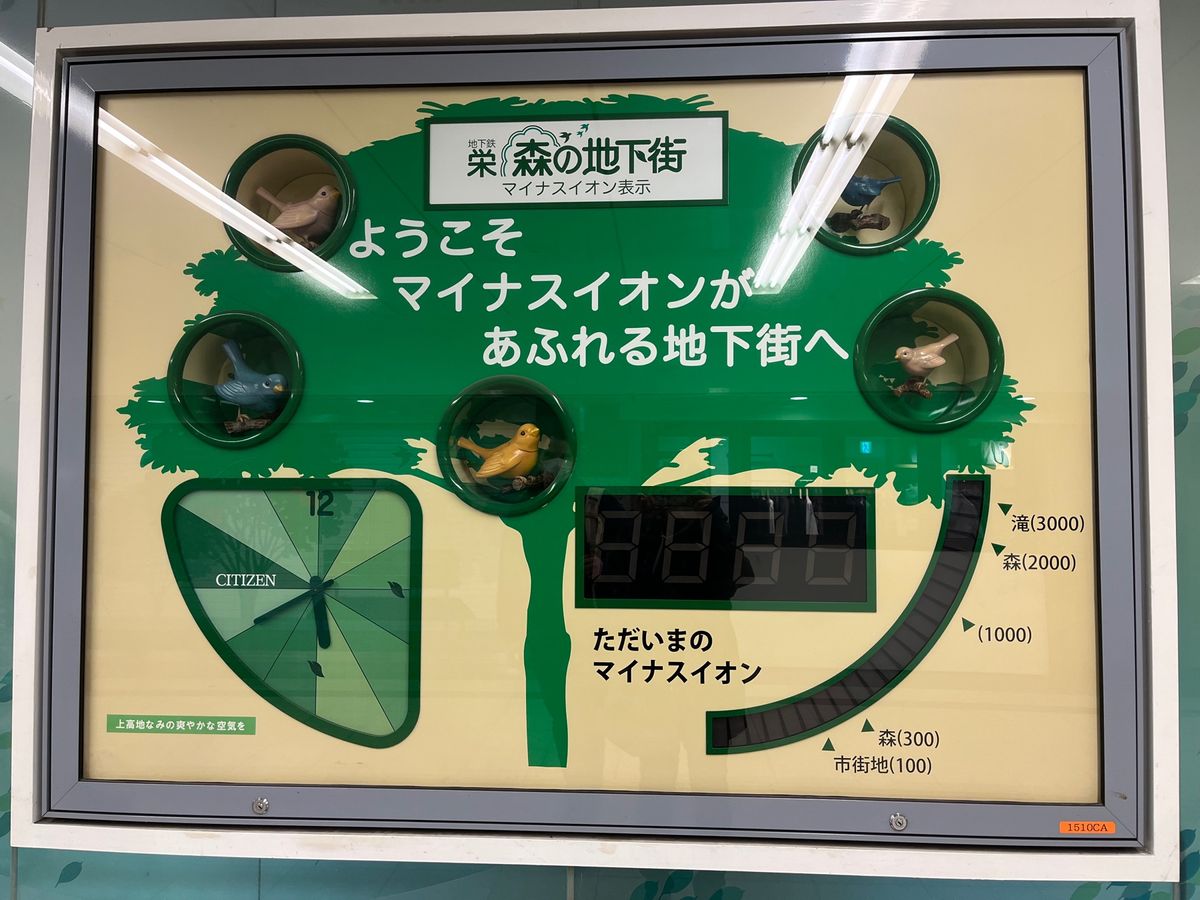 地下鉄
栄 森の地下街
マイナスイオン表示
ようこそ
マイナスイオンが
あふれる地下街へ
12
CITIZEN
ただいまの
マイナスイオン
滝(3000)
森(2000)
(1000)
森(300)
市街地(100)
上高地なみの爽やかな空気を
1510CA